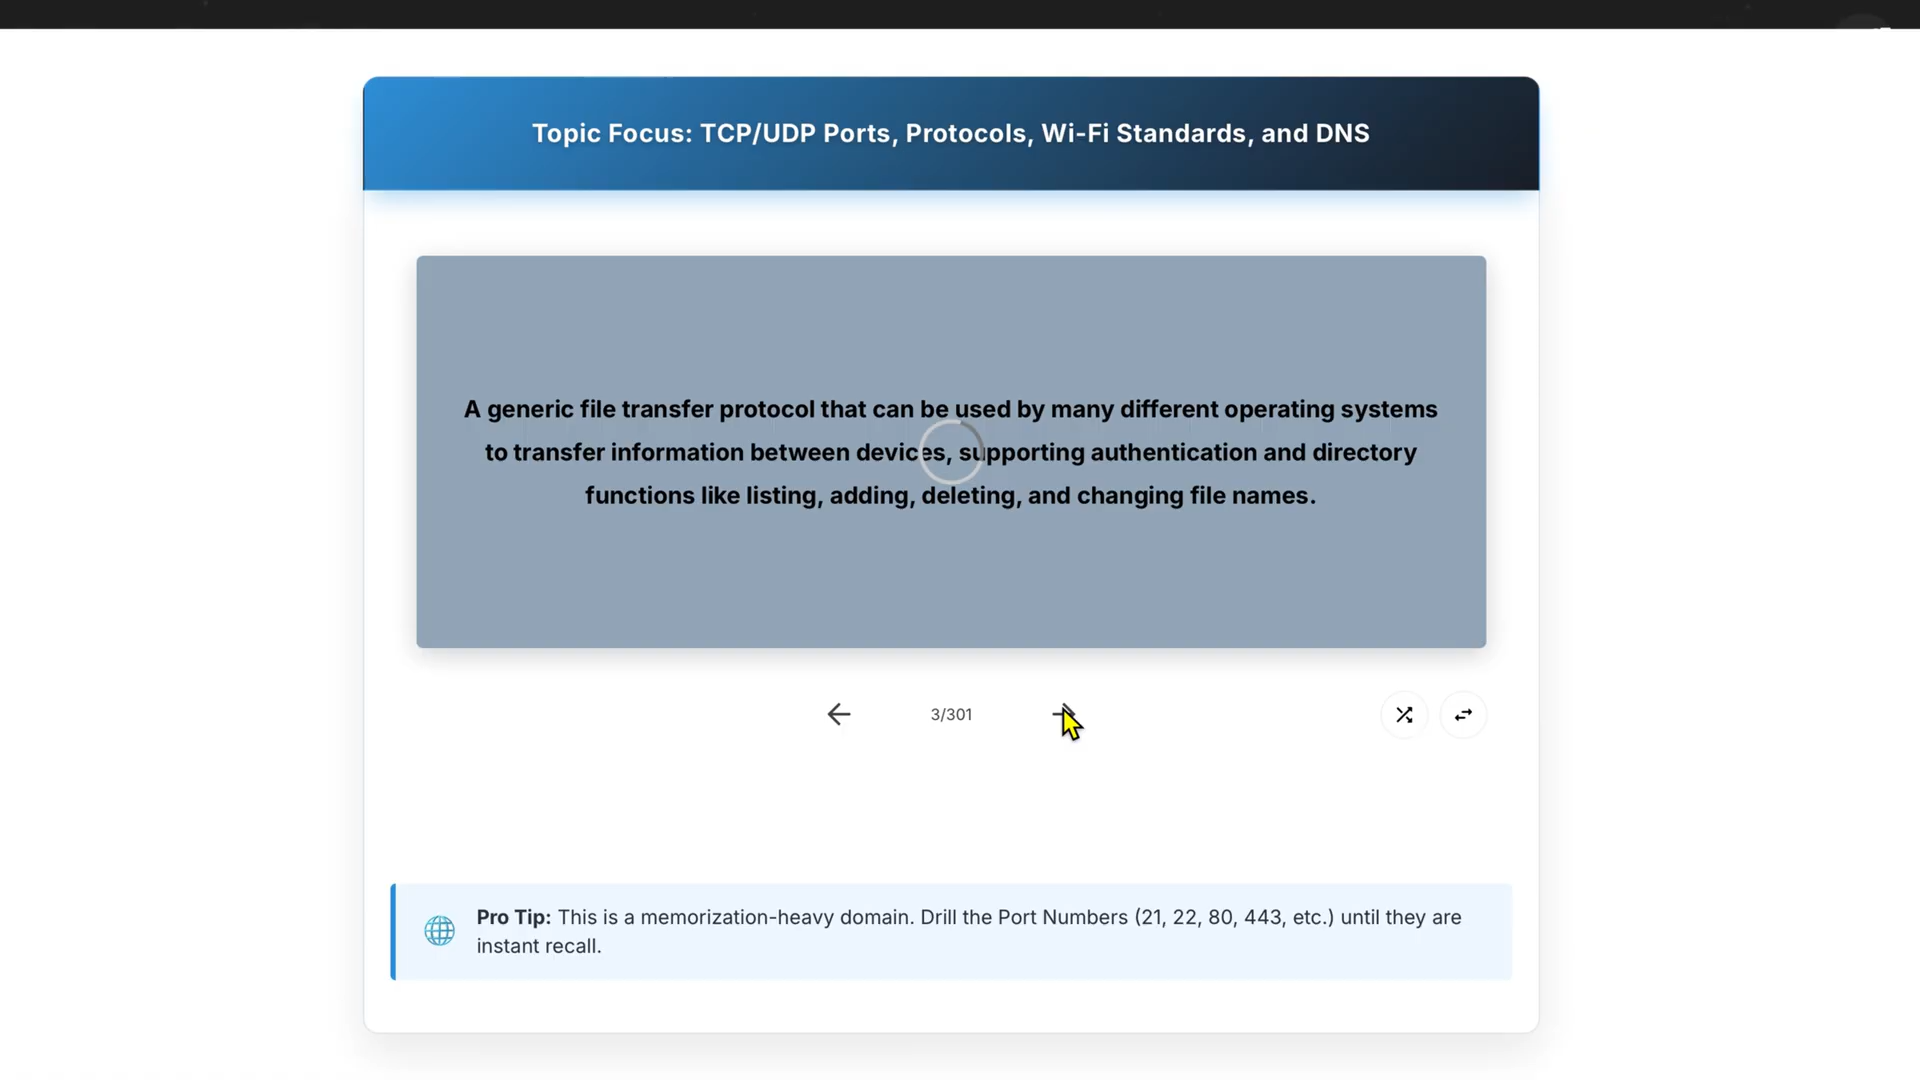 Topic Focus: TCP/UDP Ports, Protocols, Wi-Fi Standards, and DNS
A generic file transfer protocol that can be used by many different operating systems
to transfer information between devices, supporting authentication and directory
functions like listing, adding, deleting, and changing file names.
3/301
Pro Tip: This is a memorization-heavy domain. Drill the Port Numbers (21, 22, 80, 443, etc.) until they are
instant recall.